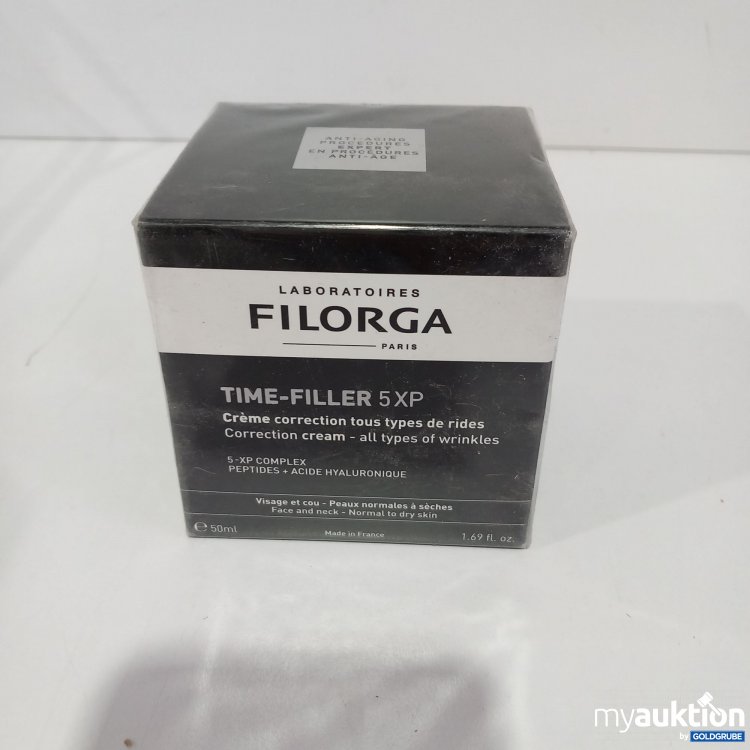 ANTI-AGING
PROCEDURES
EXPERT
EN PROCÉDURES
ANTI-ÂGE
LABORATOIRES
FILORGA
PARIS
TIME-FILLER 5 XP
Crème correction tous types de rides
Correction cream - all types of wrinkles
5-XP COMPLEX
PEPTIDES + ACIDE HYALURONIQUE
Visage et cou - Peaux normales à sèches
Face and neck - Normal to dry skin
℮ 50ml
Made in France
1.69 fl. oz.
myauktion
by GOLDGRUBE